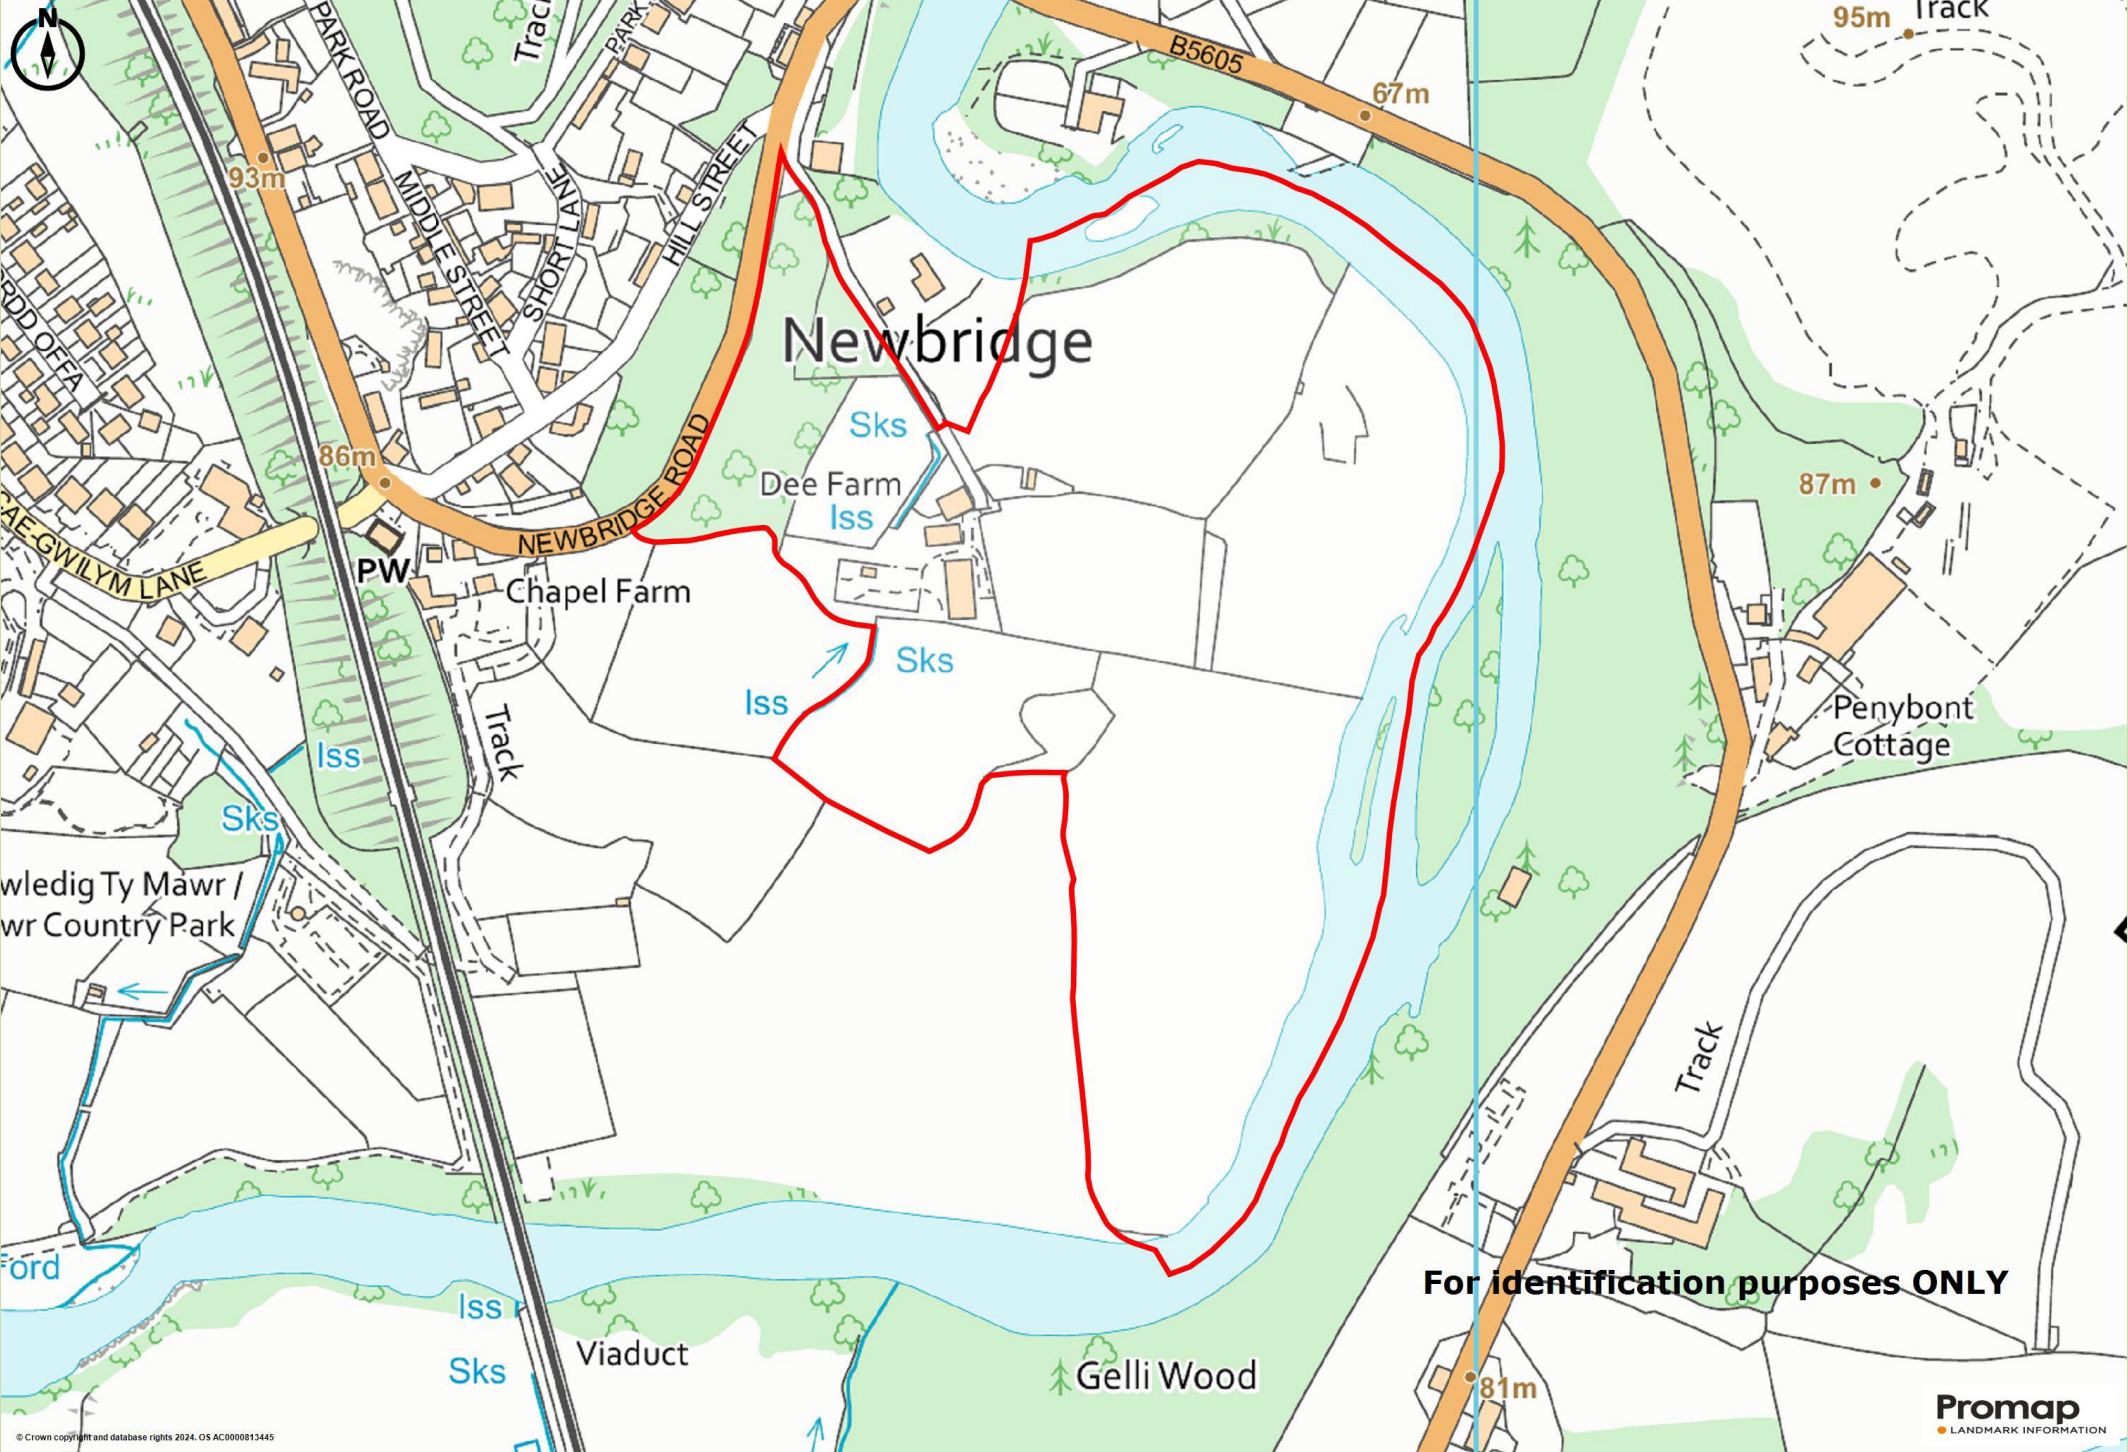 N
PARK ROAD
Track
PARK
B5605
95m
Track
67m
93m
MIDDLE STREET
SHORT LANE
HILL STREET
RDD OFFA
Newbridge
Sks
86m
NEWBRIDGE ROAD
Dee Farm
Iss
87m
CAE-GWILYM LANE
PW
Chapel Farm
Sks
Iss
Track
Penybont
Cottage
Iss
Sks
wledig Ty Mawr /
wr Country Park
Track
Ford
For identification purposes ONLY
Iss
Viaduct
Sks
Gelli Wood
81m
Promap
LANDMARK INFORMATION
© Crown copyright and database rights 2024. OS AC0000813445